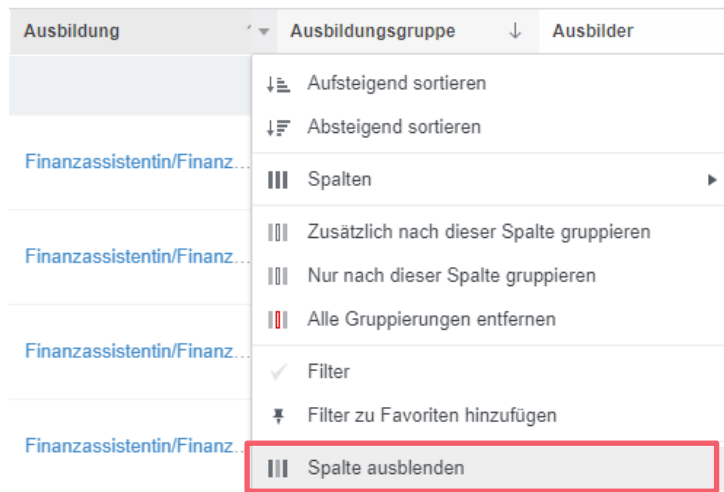 Ausbildung Ausbildungsgruppe Ausbilder
Aufsteigend sortieren
Absteigend sortieren
Finanzassistentin/Finanz...
Spalten
Zusätzlich nach dieser Spalte gruppieren
Finanzassistentin/Finanz...
Nur nach dieser Spalte gruppieren
Alle Gruppierungen entfernen
Finanzassistentin/Finanz...
Filter
Filter zu Favoriten hinzufügen
Finanzassistentin/Finanz...
Spalte ausblenden